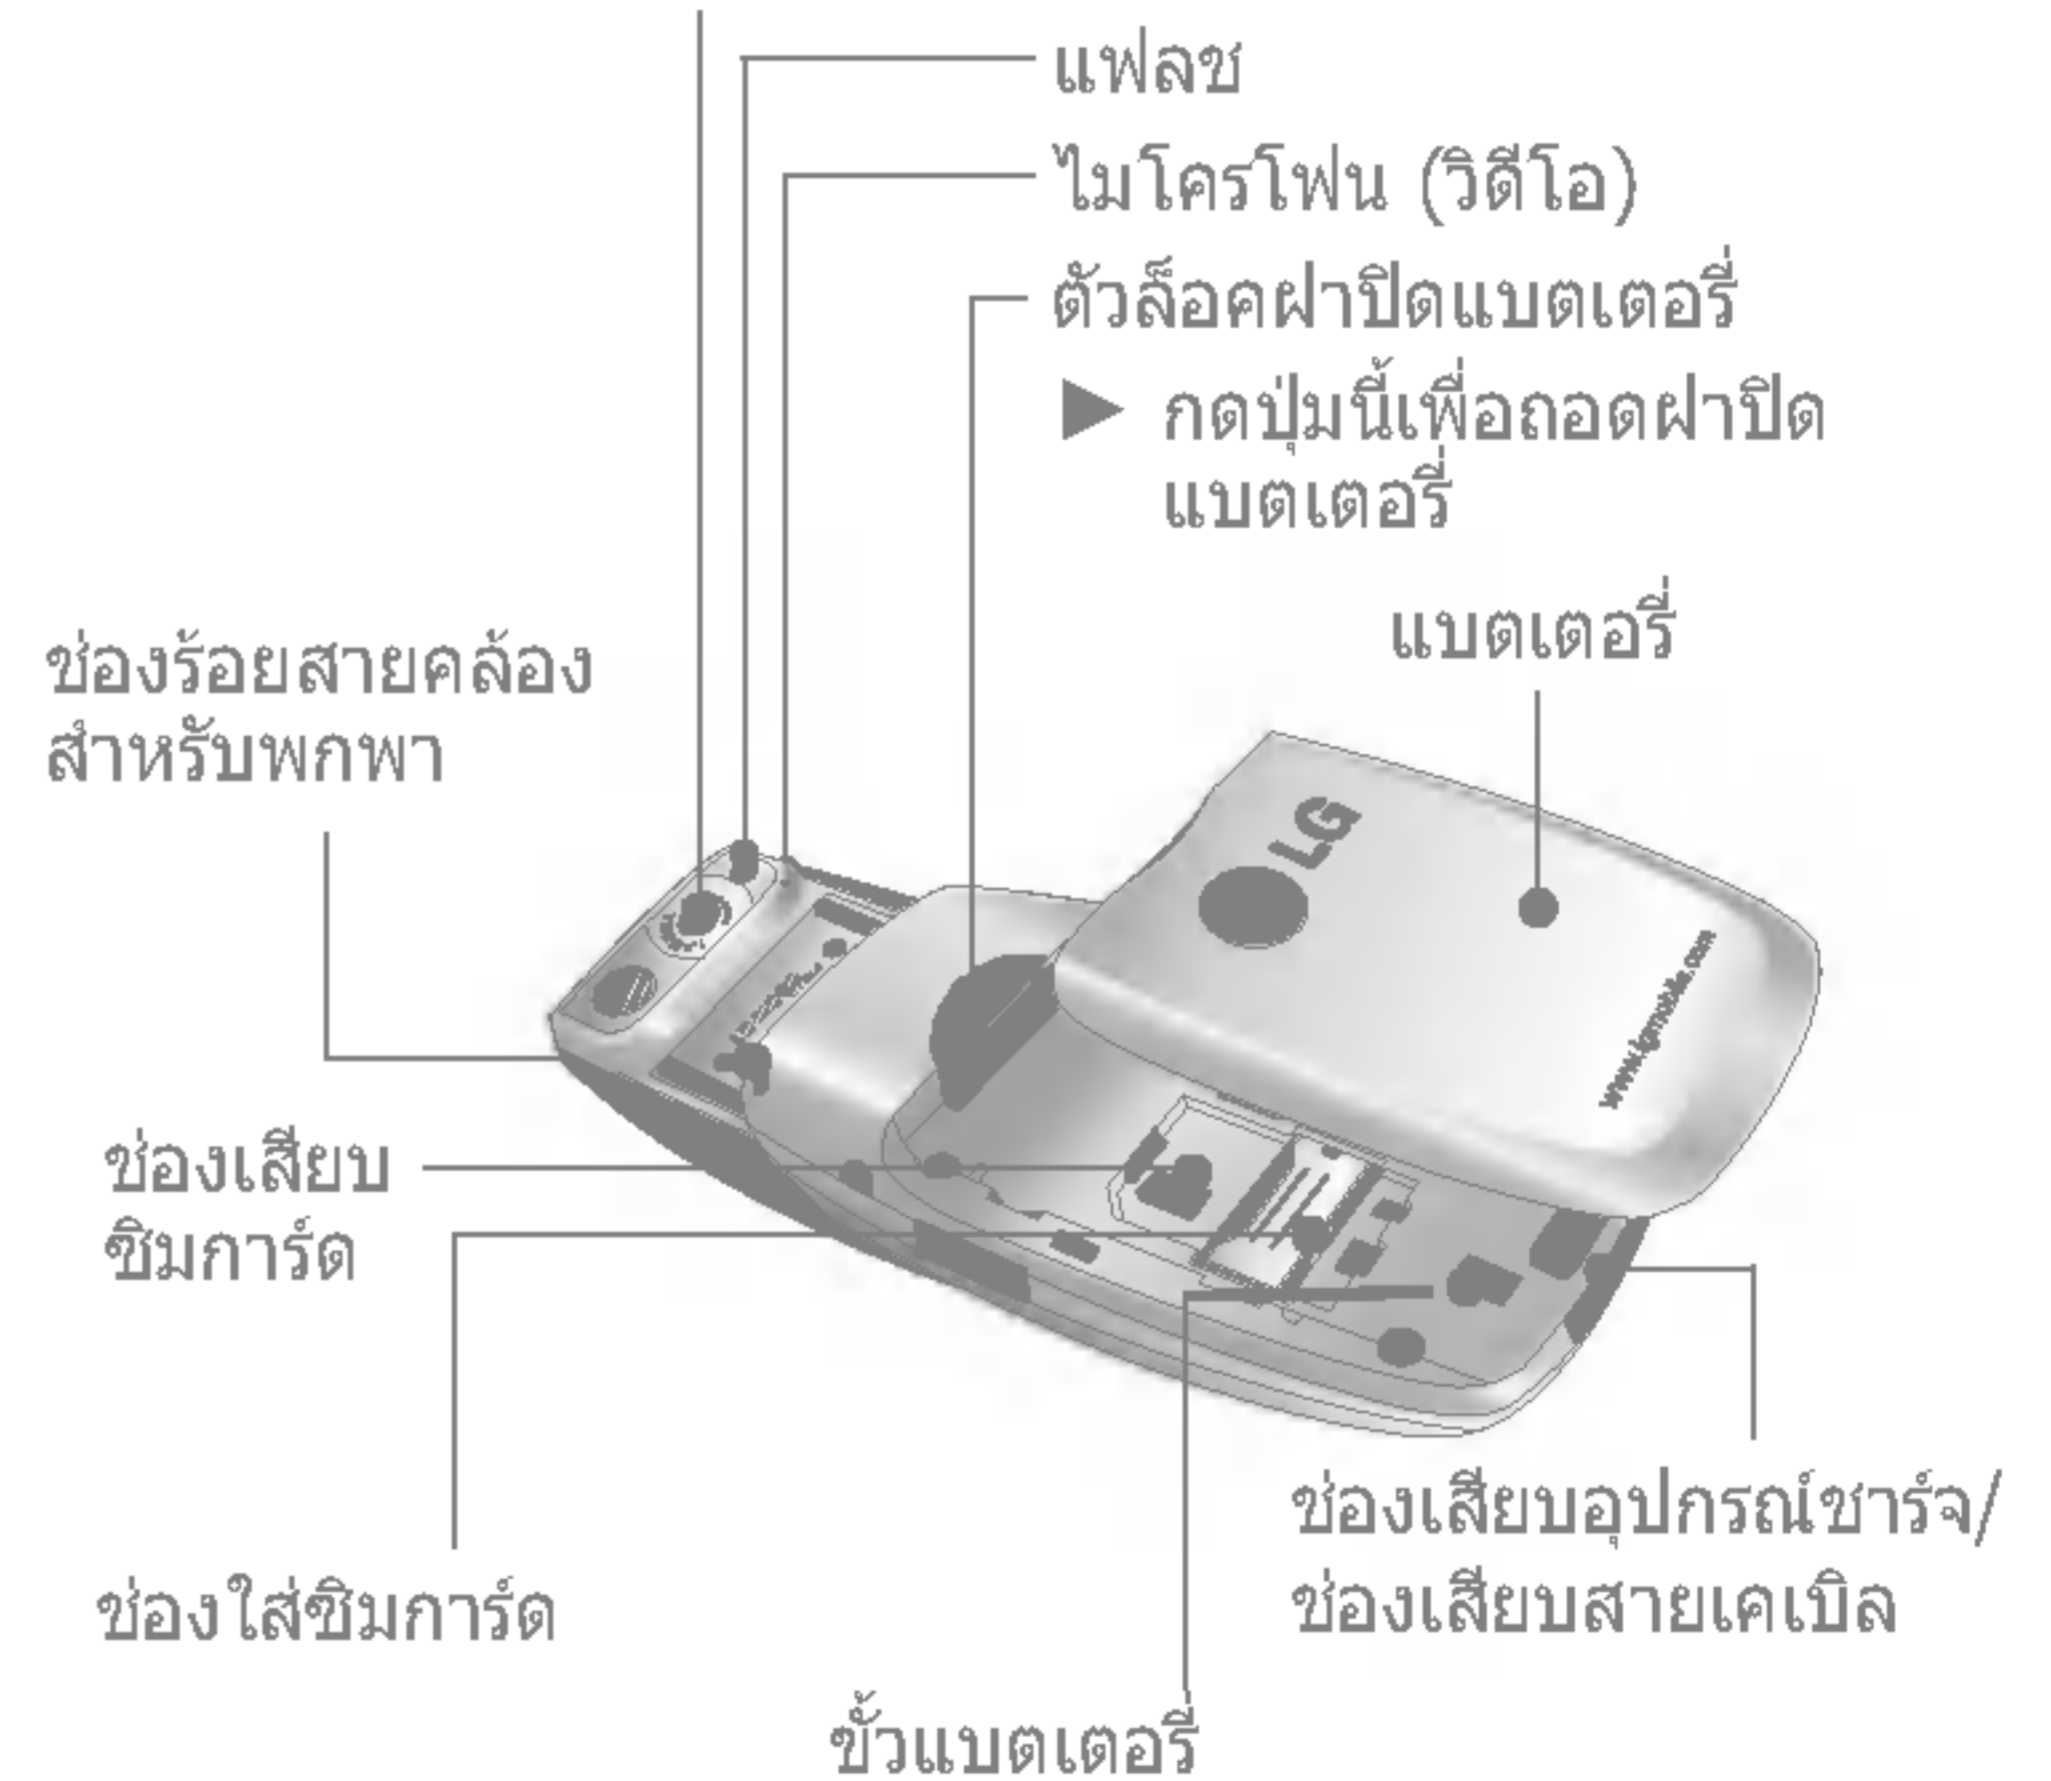 แฟลช
ไมโครโฟน (วิดีโอ)
ตัวล็อคฝาปิดแบตเตอรี่
▶ กดปุ่มนี้เพื่อถอดฝาปิด
แบตเตอรี่
แบตเตอรี่
ช่องร้อยสายคล้อง
สำหรับพกพา
LG
www.lgmobile.com
ช่องเสียบ
ซิมการ์ด
ช่องใส่ซิมการ์ด
ช่องเสียบอุปกรณ์ชาร์จ/
ช่องเสียบสายเคเบิล
ขั้วแบตเตอรี่